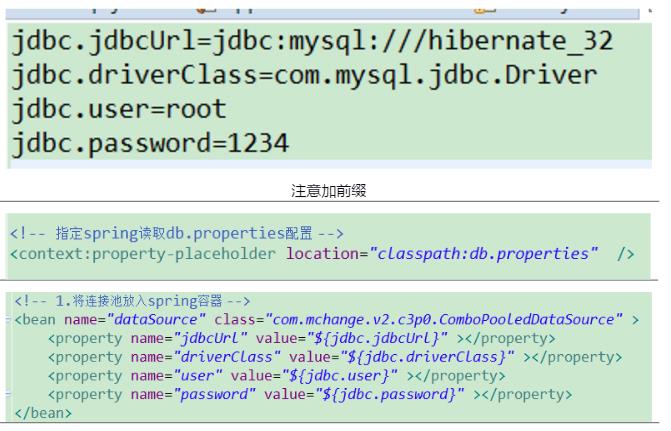 jdbc.jdbcUrl=jdbc:mysql:///hibernate_32
jdbc.driverClass=com.mysql.jdbc.Driver
jdbc.user=root
jdbc.password=1234
注意加前缀
<!-- 指定spring读取db.properties配置 -->
<context:property-placeholder location="classpath:db.properties" />
<!-- 1.将连接池放入spring容器 -->
<bean name="dataSource" class="com.mchange.v2.c3p0.ComboPooledDataSource" >
<property name="jdbcUrl" value="${jdbc.jdbcUrl}" ></property>
<property name="driverClass" value="${jdbc.driverClass}" ></property>
<property name="user" value="${jdbc.user}" ></property>
<property name="password" value="${jdbc.password}" ></property>
</bean>